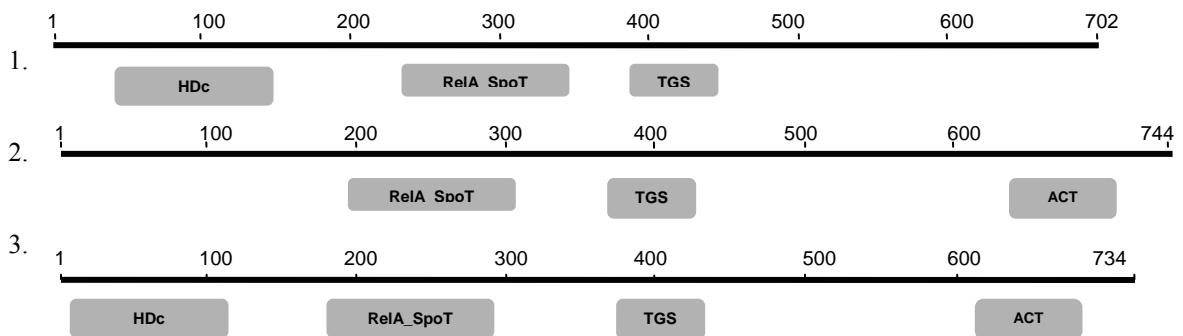 1 100 200 300 400 500 600 702
1.
HDc RelA_SpoT TGS
1 100 200 300 400 500 600 744
2.
RelA_SpoT TGS ACT
3.
1 100 200 300 400 500 600 734
HDc RelA_SpoT TGS ACT